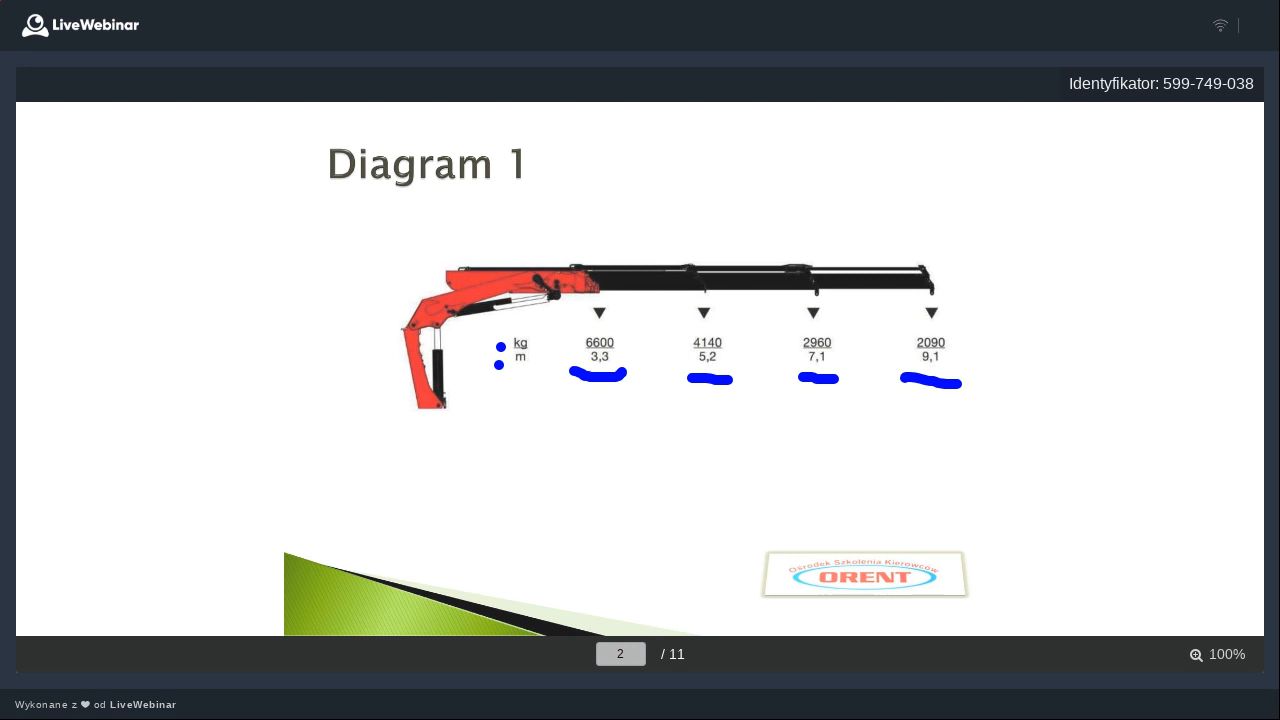 LiveWebinar
Identyfikator: 599-749-038
Diagram 1
kg 6600 4140 2960 2090
m 3,3 5,2 7,1 9,1
Ośrodek Szkolenia Kierowców
ORENT
2 / 11
100%
Wykonane z od LiveWebinar